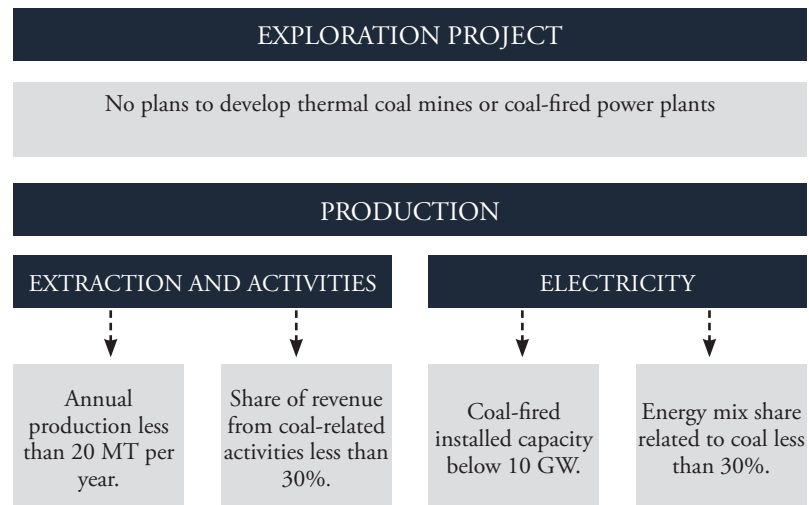 EXPLORATION PROJECT
No plans to develop thermal coal mines or coal-fired power plants
PRODUCTION
EXTRACTION AND ACTIVITIES
ELECTRICITY
Annual
production less
than 20 MT per
year.
Share of revenue
from coal-related
activities less than
30%.
Coal-fired
installed capacity
below 10 GW.
Energy mix share
related to coal less
than 30%.